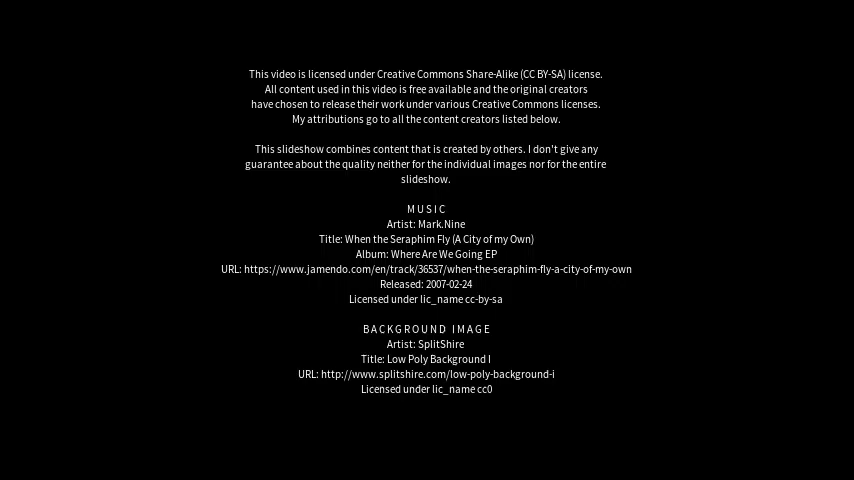 This video is licensed under Creative Commons Share-Alike (CC BY-SA) license.
All content used in this video is free available and the original creators
have chosen to release their work under various Creative Commons licenses.
My attributions go to all the content creators listed below.
This slideshow combines content that is created by others. I don't give any
guarantee about the quality neither for the individual images nor for the entire
slideshow.
MUSIC
Artist: Mark.Nine
Title: When the Seraphim Fly (A City of my Own)
Album: Where Are We Going EP
URL: https://www.jamendo.com/en/track/36537/when-the-seraphim-fly-a-city-of-my-own
Released: 2007-02-24
Licensed under lic_name cc-by-sa
BACKGROUND IMAGE
Artist: SplitShire
Title: Low Poly Background I
URL: http://www.splitshire.com/low-poly-background-i
Licensed under lic_name cc0